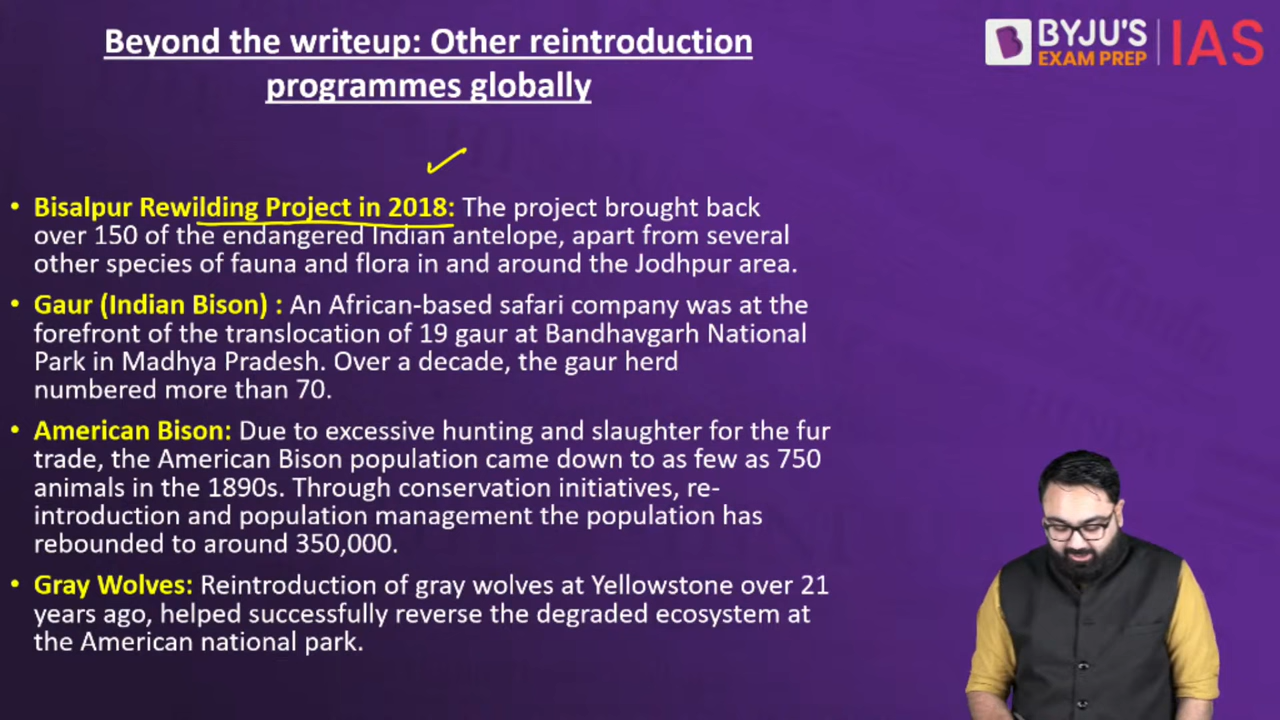 Beyond the writeup: Other reintroduction
programmes globally
BYJU'S
EXAM PREP
IAS
• Bisalpur Rewilding Project in 2018: The project brought back
over 150 of the endangered Indian antelope, apart from several
other species of fauna and flora in and around the Jodhpur area.
• Gaur (Indian Bison) : An African-based safari company was at the
forefront of the translocation of 19 gaur at Bandhavgarh National
Park in Madhya Pradesh. Over a decade, the gaur herd
numbered more than 70.
• American Bison: Due to excessive hunting and slaughter for the fur
trade, the American Bison population came down to as few as 750
animals in the 1890s. Through conservation initiatives, re-
introduction and population management the population has
rebounded to around 350,000.
• Gray Wolves: Reintroduction of gray wolves at Yellowstone over 21
years ago, helped successfully reverse the degraded ecosystem at
the American national park.